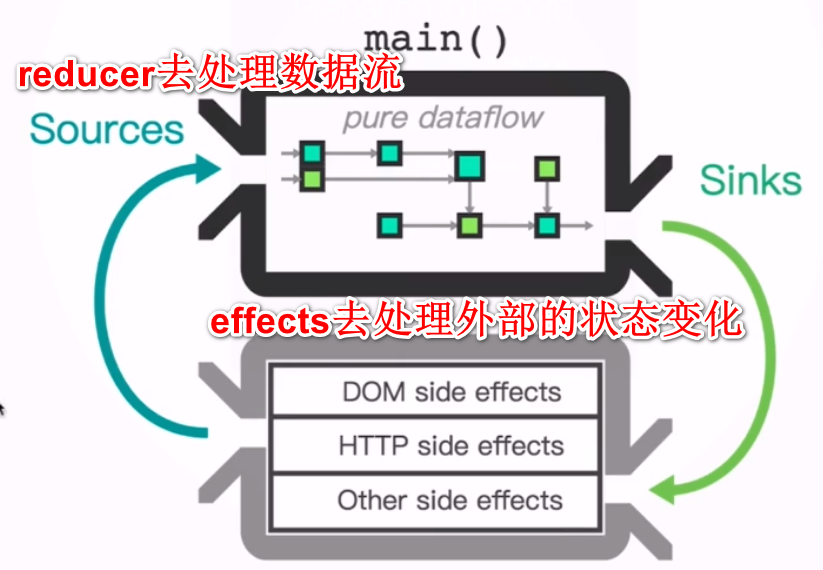 main()
reducer去处理数据流
pure dataflow
Sources
Sinks
effects去处理外部的状态变化
DOM side effects
HTTP side effects
Other side effects